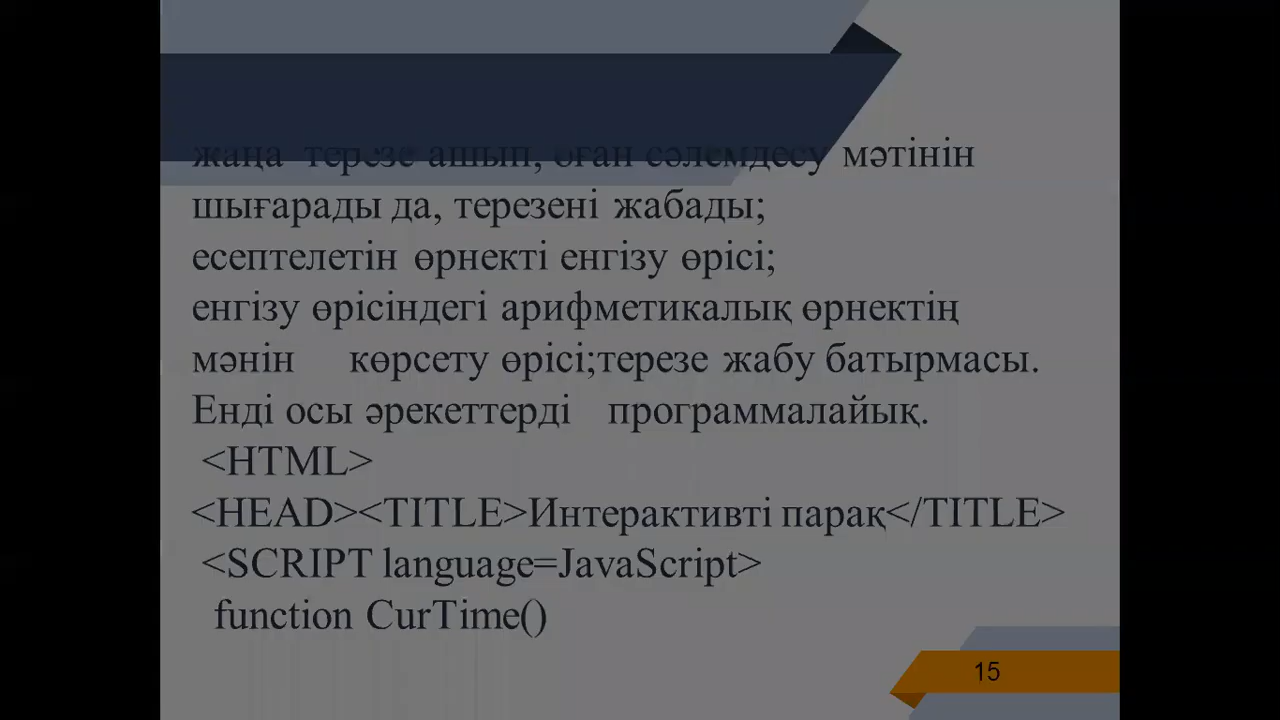 жаңа терезе ашып, оған сәлемдесу мәтінін
шығарады да, терезені жабады;
есептелетін өрнекті енгізу өрісі;
енгізу өрісіндегі арифметикалық өрнектің
мәнін көрсету өрісі;терезе жабу батырмасы.
Енді осы әрекеттерді программалайық.
<HTML>
<HEAD><TITLE>Интерактивті парақ</TITLE>
<SCRIPT language=JavaScript>
function CurTime()
15